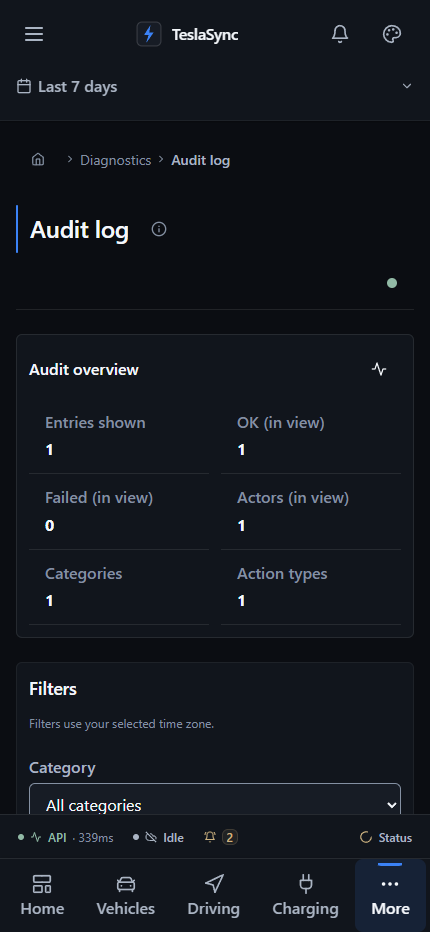 TeslaSync
Last 7 days
Diagnostics
Audit log
Audit log
Audit overview
Entries shown
1
OK (in view)
1
Failed (in view)
0
Actors (in view)
1
Categories
1
Action types
1
Filters
Filters use your selected time zone.
Category
All categories
API · 339ms
Idle
2
Status
Home
Vehicles
Driving
Charging
More